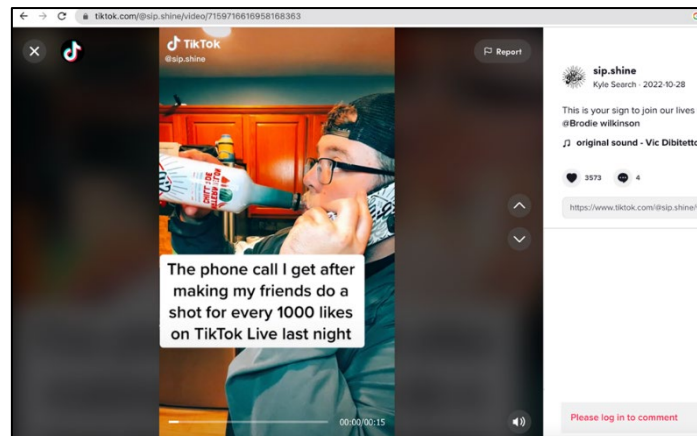 tiktok.com/@sip.shine/video/7159716616958168363
TikTok
@sip.shine
Report
The phone call I get after
making my friends do a
shot for every 1000 likes
on TikTok Live last night
00:00/00:15
sip.shine
Kyle Search · 2022-10-28
This is your sign to join our lives
@Brodie wilkinson
original sound - Vic Dibitetto
3573
4
https://www.tiktok.com/@sip.shine/
Please log in to comment